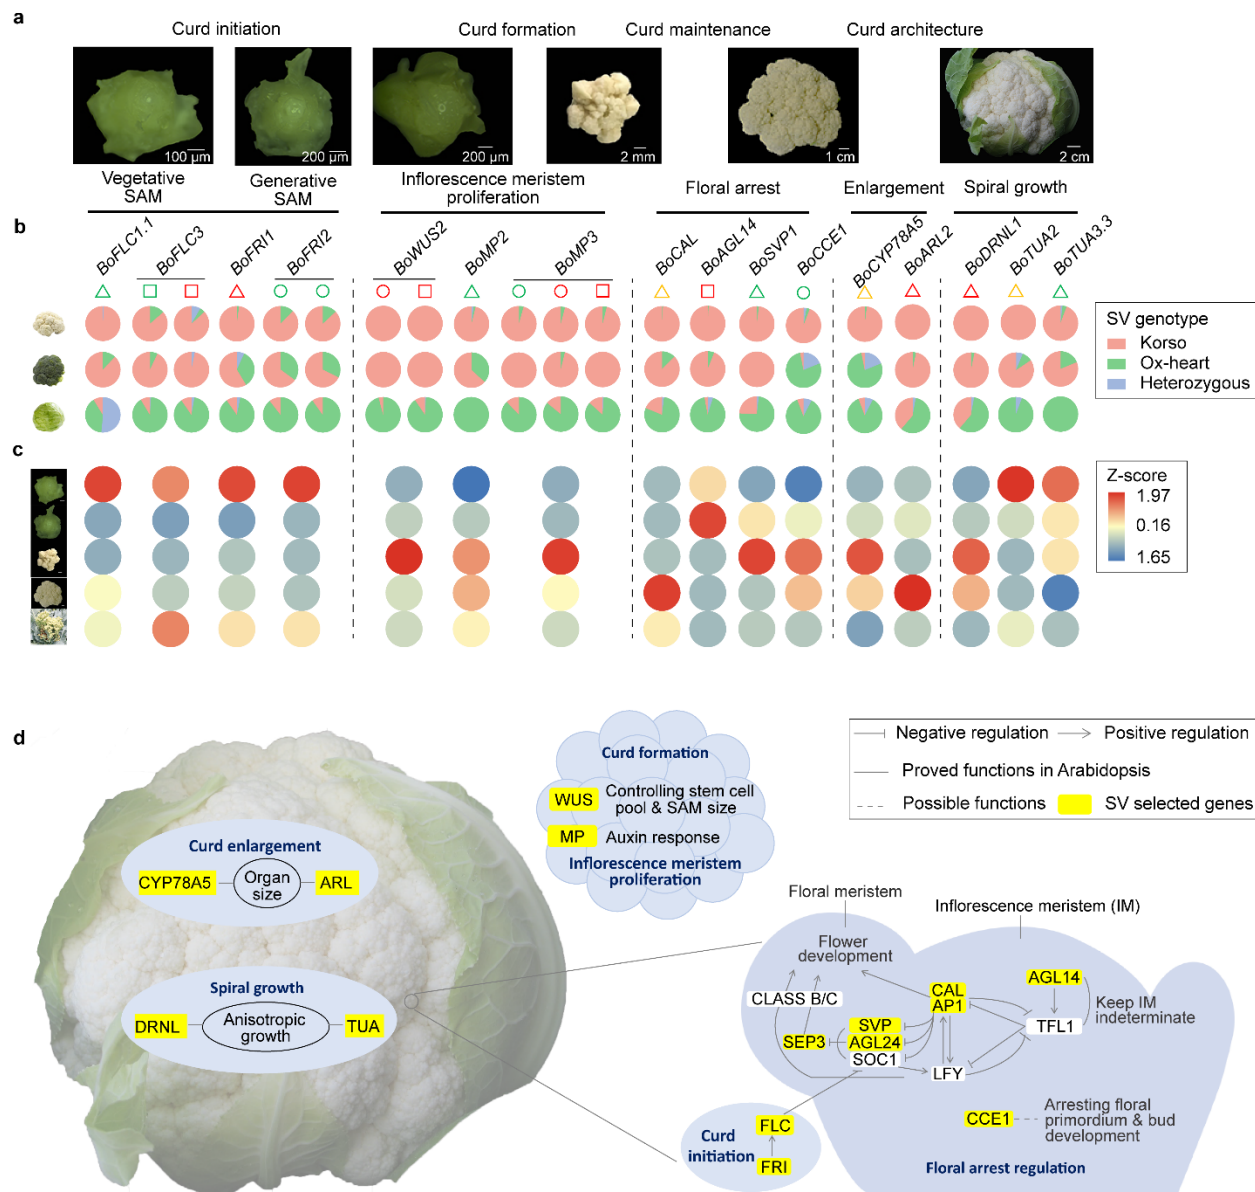 a
Curd initiation
Curd formation
Curd maintenance
Curd architecture
100 µm
200 µm
200 µm
2 mm
1 cm
2 cm
Vegetative
SAM
Generative
SAM
Inflorescence meristem
proliferation
Floral arrest
Enlargement
Spiral growth
b
BoFLC1.1
BoFLC3
BoFRI1
BoFRI2
BoWUS2
BoMP2
BoMP3
BoCAL
BoAGL14
BoSVP1
BoCCE1
BoCYP78A5
BoARL2
BoDRNL1
BoTUA2
BoTUA3.3
SV genotype
Korso
Ox-heart
Heterozygous
c
Z-score
1.97
0.16
1.65
d
Curd formation
WUS
Controlling stem cell
pool & SAM size
MP
Auxin response
Inflorescence meristem
proliferation
Negative regulation
Positive regulation
Proved functions in Arabidopsis
Possible functions
SV selected genes
Curd enlargement
CYP78A5
Organ
size
ARL
Spiral growth
DRNL
Anisotropic
growth
TUA
Floral meristem
Inflorescence meristem (IM)
Flower
development
CLASS B/C
SEP3
SVP
AGL24
SOC1
CAL
AP1
LFY
AGL14
TFL1
Keep IM
indeterminate
CCE1
Arresting floral
primordium & bud
development
Floral arrest regulation
Curd
initiation
FLC
FRI